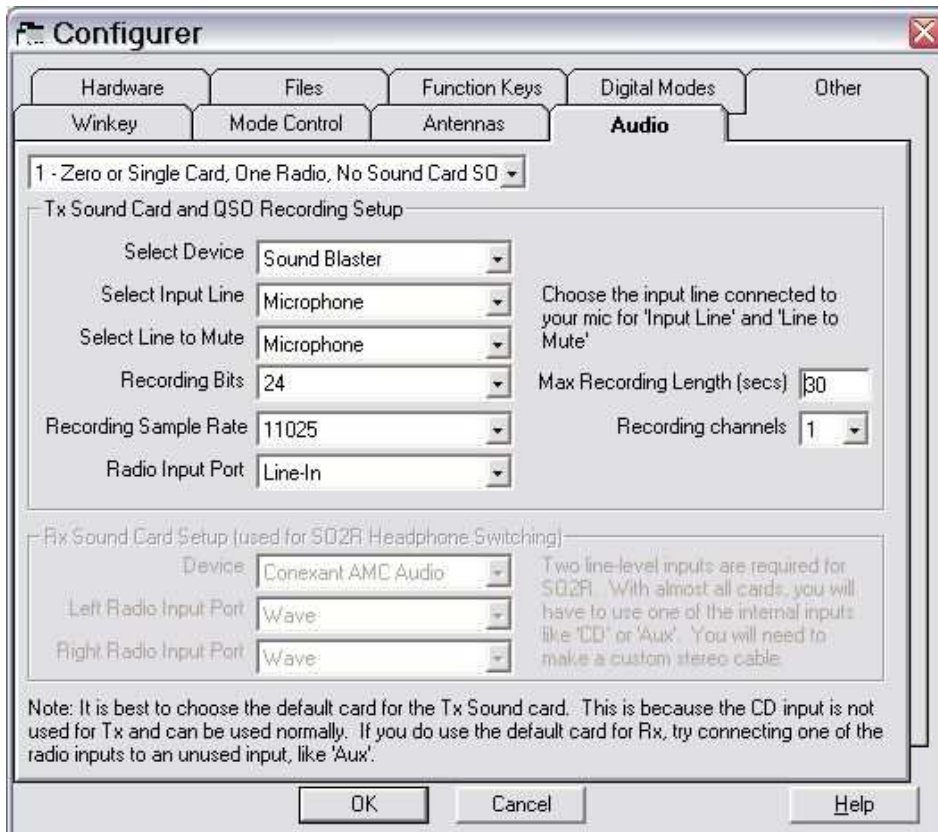 Configurer
Hardware Files Function Keys Digital Modes Other
Winkey Mode Control Antennas Audio
1 - Zero or Single Card, One Radio, No Sound Card SO
Tx Sound Card and QSO Recording Setup
Select Device Sound Blaster
Select Input Line Microphone
Select Line to Mute Microphone
Choose the input line connected to
your mic for 'Input Line' and 'Line to
Mute'
Recording Bits 24 Max Recording Length (secs) 30
Recording Sample Rate 11025 Recording channels 1
Radio Input Port Line-In
Rx Sound Card Setup (used for SO2R Headphone Switching)
Device Conexant AMC Audio
Left Radio Input Port Wave
Right Radio Input Port Wave
Two line-level inputs are required for
SO2R. With almost all cards, you will
have to use one of the internal inputs
like 'CD' or 'Aux'. You will need to
make a custom stereo cable.
Note: It is best to choose the default card for the Tx Sound card. This is because the CD input is not
used for Tx and can be used normally. If you do use the default card for Rx, try connecting one of the
radio inputs to an unused input, like 'Aux'.
OK Cancel Help